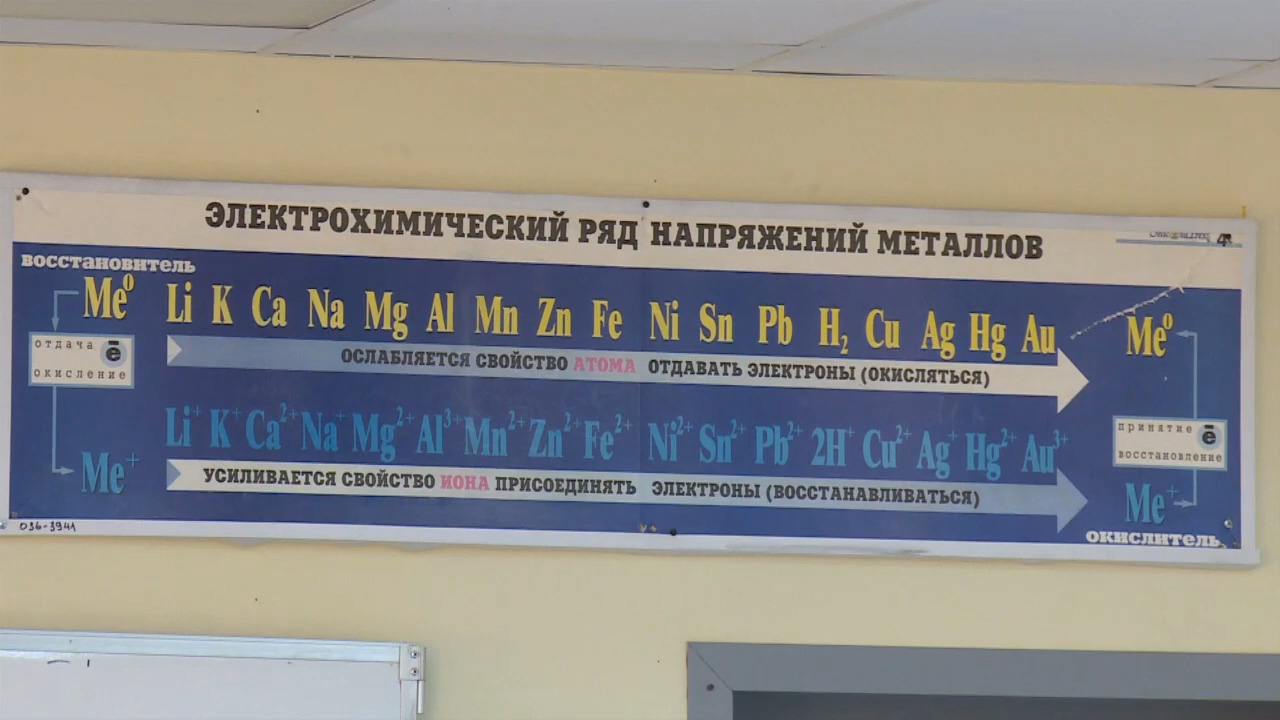 ЭЛЕКТРОХИМИЧЕСКИЙ РЯД НАПРЯЖЕНИЙ МЕТАЛЛОВ
4
восстановитель
Me⁰ Li K Ca Na Mg Al Mn Zn Fe Ni Sn Pb H₂ Cu Ag Hg Au Me⁰
отдача ē
окисление
ОСЛАБЛЯЕТСЯ СВОЙСТВО АТОМА ОТДАВАТЬ ЭЛЕКТРОНЫ (ОКИСЛЯТЬСЯ)
Li⁺ K⁺ Ca²⁺ Na⁺ Mg²⁺ Al³⁺ Mn²⁺ Zn²⁺ Fe²⁺ Ni²⁺ Sn²⁺ Pb²⁺ 2H⁺ Cu²⁺ Ag⁺ Hg²⁺ Au³⁺
принятие ē
восстановление
Me⁺ УСИЛИВАЕТСЯ СВОЙСТВО ИОНА ПРИСОЕДИНЯТЬ ЭЛЕКТРОНЫ (ВОССТАНАВЛИВАТЬСЯ) Me⁺
036-3941
окислитель